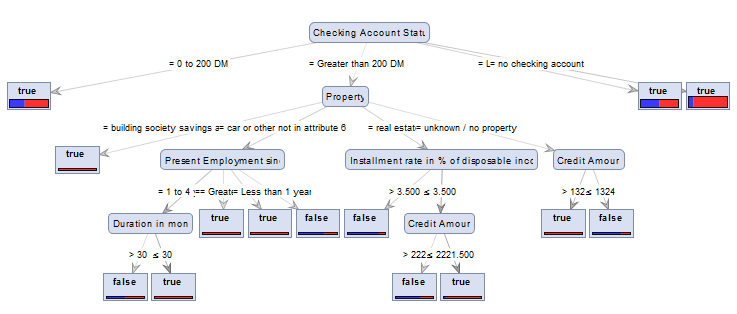 Checking Account Statu
= 0 to 200 DM
= Greater than 200 DM
= L= no checking account
true
true
true
Property
= building society savings a= car or other not in attribute 6
= real estat= unknown / no property
true
Present Employment sin
Installment rate in % of disposable inco
Credit Amour
= 1 to 4 y== Great= Less than 1 year
> 3.500 ≤ 3.500
> 132≤ 1324
Duration in mon
true
true
false
false
Credit Amour
true
false
> 30 ≤ 30
> 222≤ 2221.500
false
true
false
true